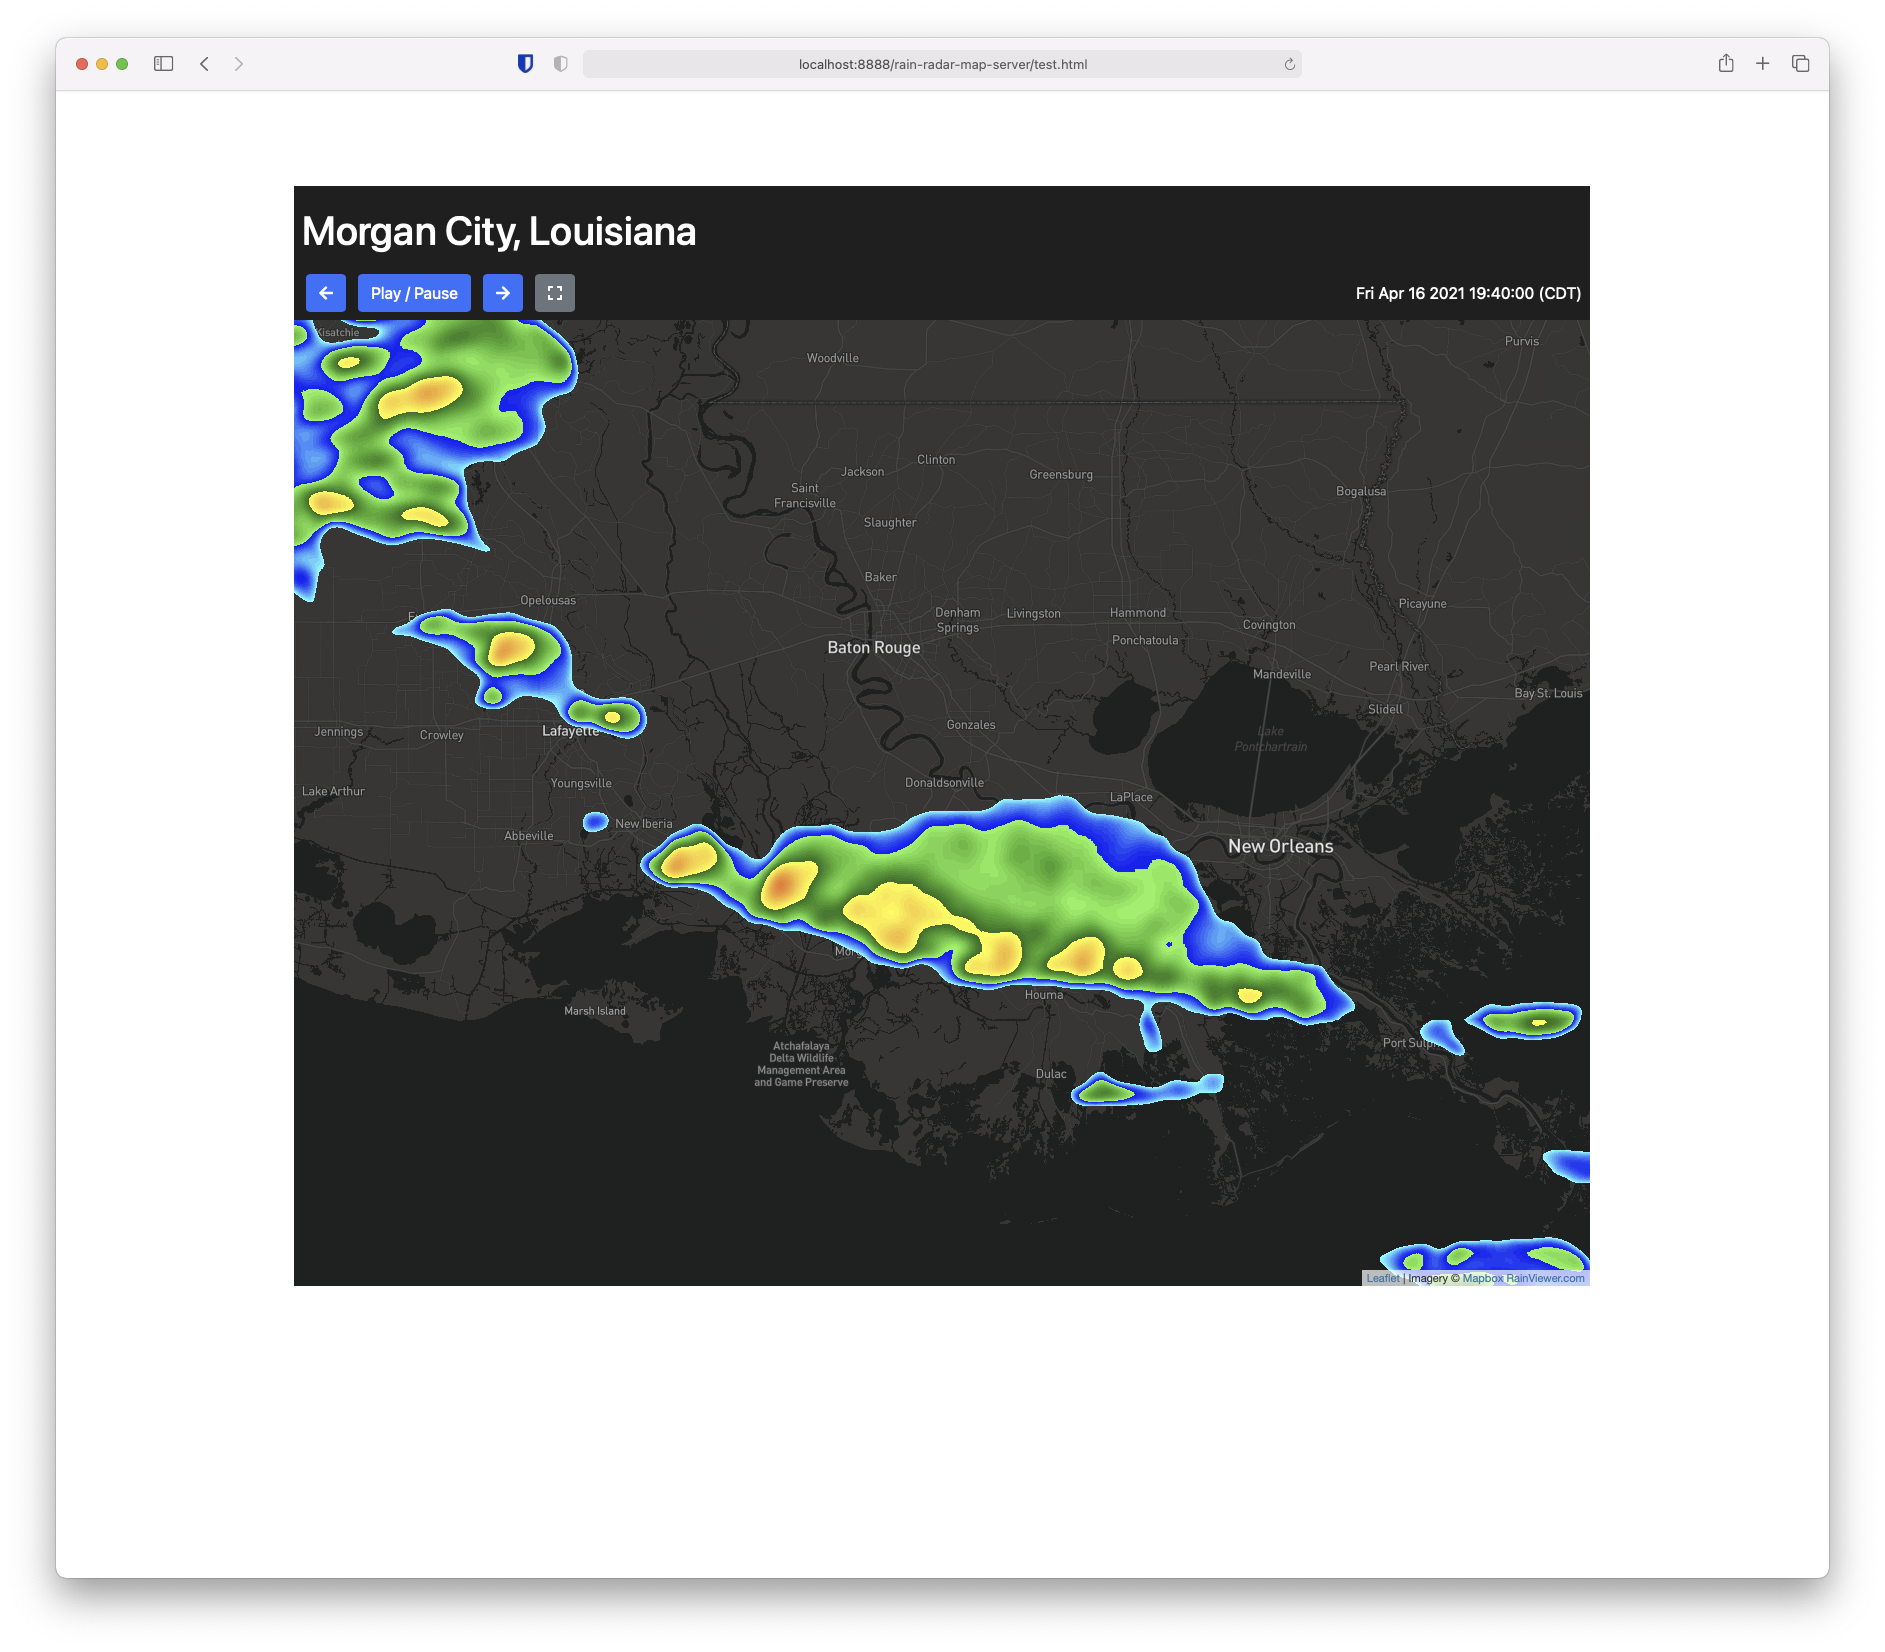 localhost:8888/rain-radar-map-server/test.html
Morgan City, Louisiana
Play / Pause
Fri Apr 16 2021 19:40:00 (CDT)
Kisatchie
Purvis
Woodville
Clinton
Jackson
Greensburg
Saint
Francisville
Bogalusa
Slaughter
Baker
Opelousas
Picayune
Denham
Springs
Livingston
Hammond
Covington
Ponchatoula
Baton Rouge
Pearl River
Mandeville
Bay St. Louis
Slidell
Gonzales
Jennings
Crowley
Lafayette
Lake
Pontchartrain
Youngsville
Donaldsonville
Lake Arthur
LaPlace
New Iberia
Abbeville
New Orleans
Houma
Marsh Island
Port
Atchafalaya
Delta Wildlife
Management Area
and Game Preserve
Dulac
Leaflet | Imagery © Mapbox RainViewer.com